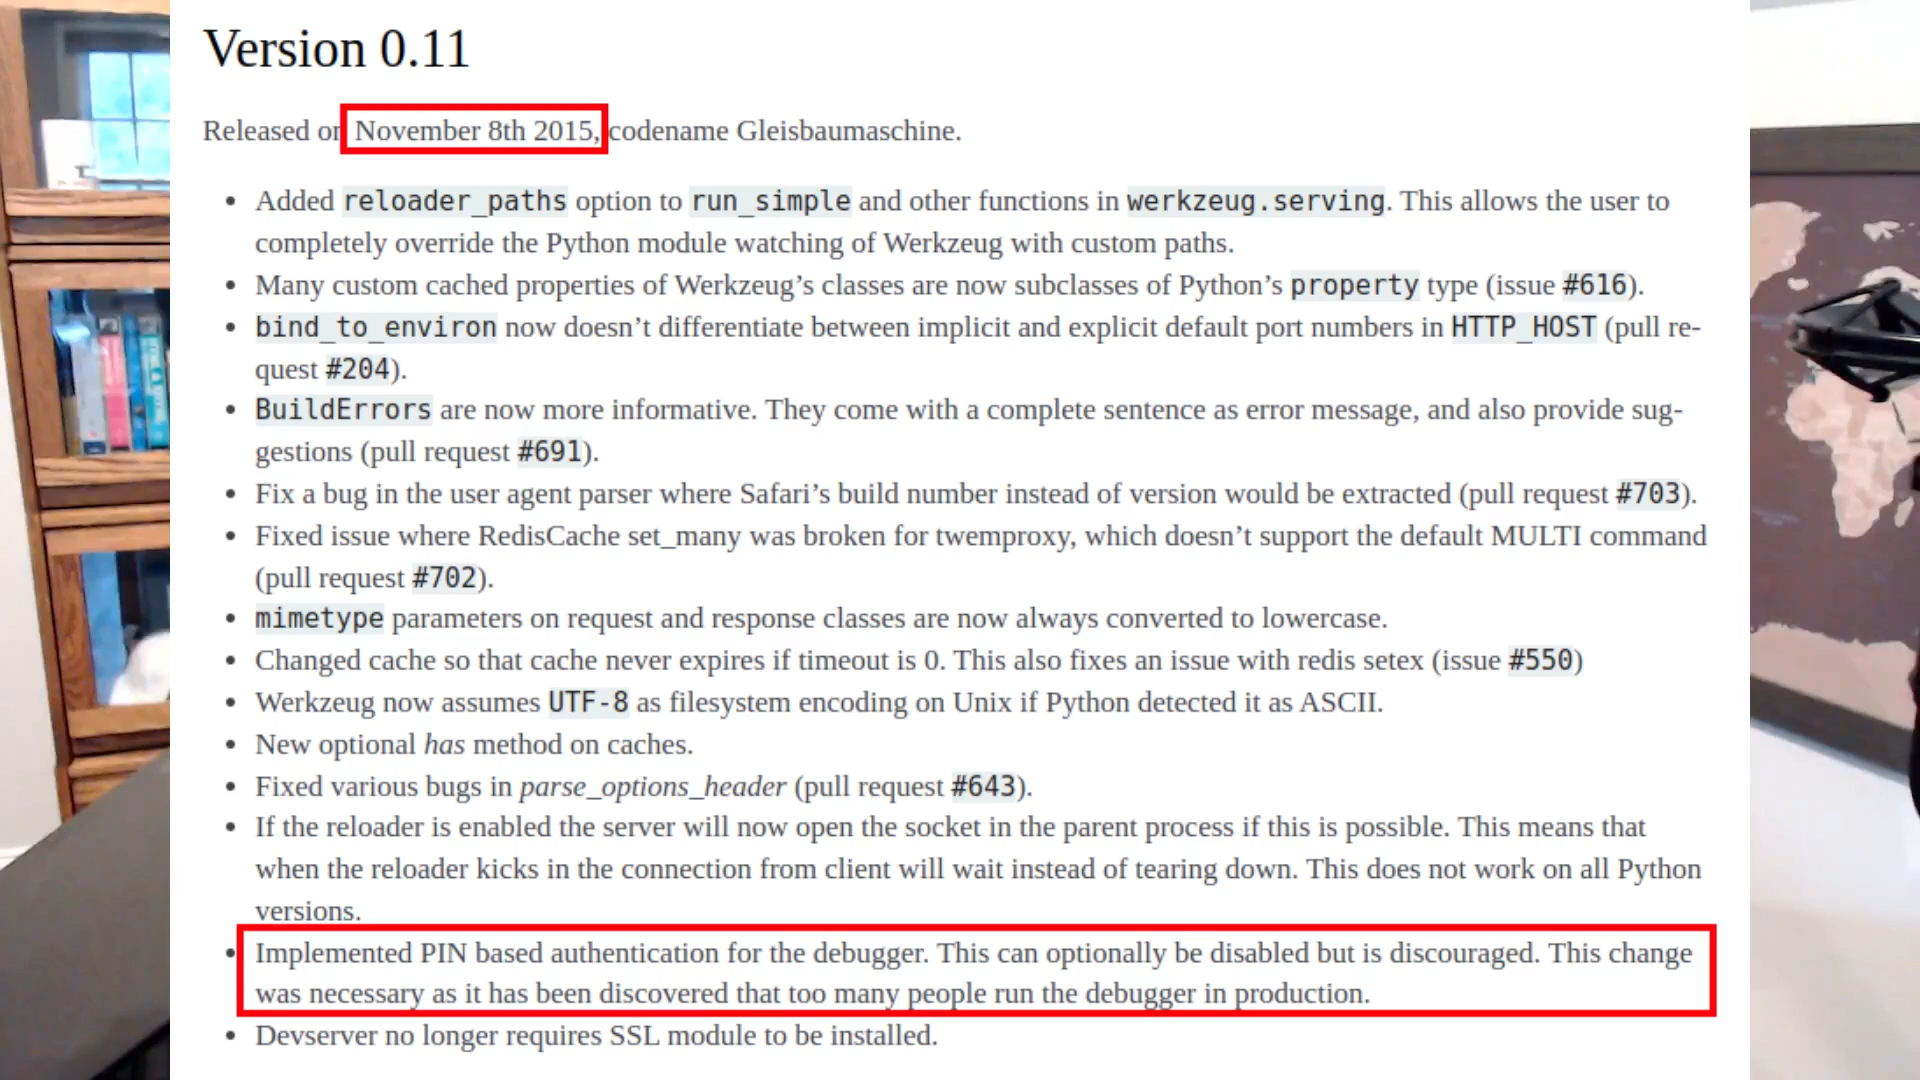 Version 0.11
Released on November 8th 2015, codename Gleisbaumaschine.
• Added reloader_paths option to run_simple and other functions in werkzeug.serving. This allows the user to
completely override the Python module watching of Werkzeug with custom paths.
• Many custom cached properties of Werkzeug’s classes are now subclasses of Python’s property type (issue #616).
• bind_to_environ now doesn’t differentiate between implicit and explicit default port numbers in HTTP_HOST (pull re-
quest #204).
• BuildErrors are now more informative. They come with a complete sentence as error message, and also provide sug-
gestions (pull request #691).
• Fix a bug in the user agent parser where Safari’s build number instead of version would be extracted (pull request #703).
• Fixed issue where RedisCache set_many was broken for twemproxy, which doesn’t support the default MULTI command
(pull request #702).
• mimetype parameters on request and response classes are now always converted to lowercase.
• Changed cache so that cache never expires if timeout is 0. This also fixes an issue with redis setex (issue #550)
• Werkzeug now assumes UTF-8 as filesystem encoding on Unix if Python detected it as ASCII.
• New optional has method on caches.
• Fixed various bugs in parse_options_header (pull request #643).
• If the reloader is enabled the server will now open the socket in the parent process if this is possible. This means that
when the reloader kicks in the connection from client will wait instead of tearing down. This does not work on all Python
versions.
• Implemented PIN based authentication for the debugger. This can optionally be disabled but is discouraged. This change
was necessary as it has been discovered that too many people run the debugger in production.
• Devserver no longer requires SSL module to be installed.